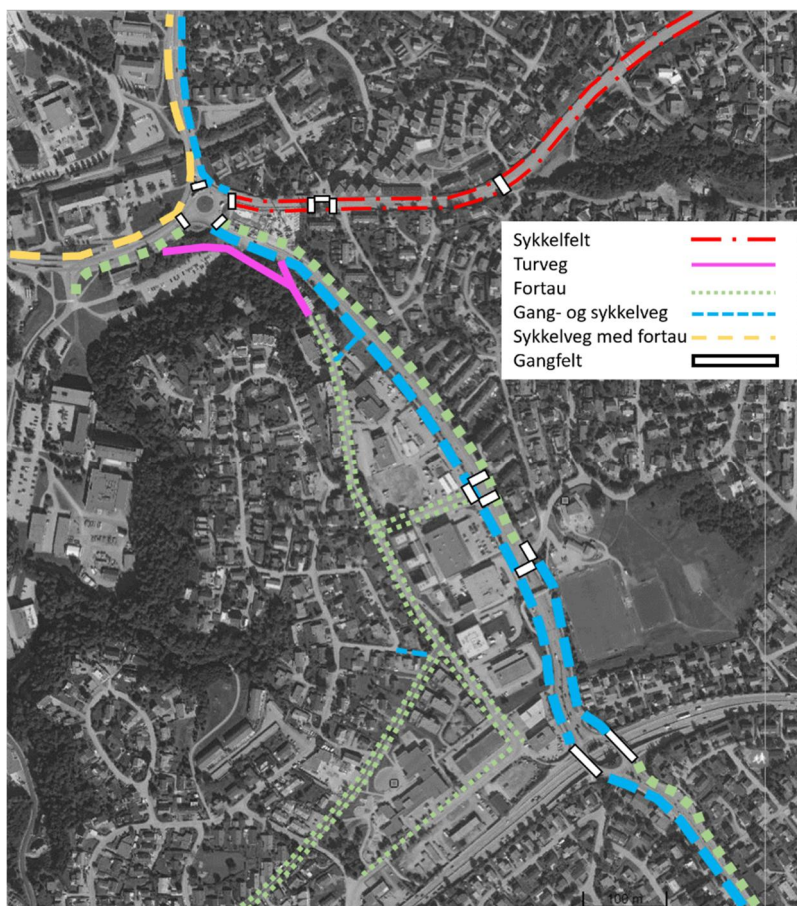 Sykkelfelt
Turveg
Fortau
Gang- og sykkelveg
Sykkelveg med fortau
Gangfelt
100 m